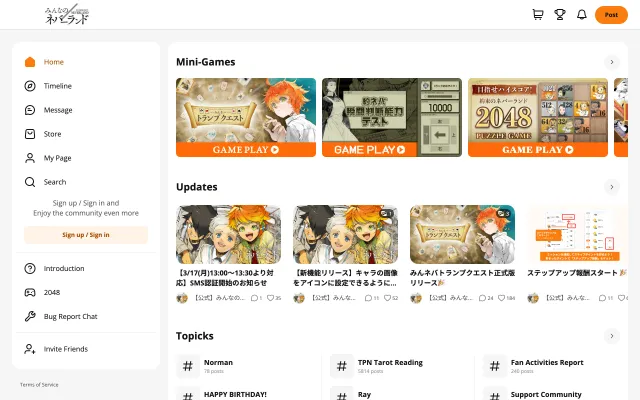 みんなの
ネバーランド
Post
Home
Timeline
Message
Store
My Page
Search
Sign up / Sign in and
Enjoy the community even more
Sign up / Sign in
Introduction
2048
Bug Report Chat
Invite Friends
Terms of Service
Mini-Games
トランプクエスト
GAME PLAY
約ネバ
瞬間判断能力
テスト
10000
GAME PLAY
目指せハイスコア!
約束のネバーランド
2048
PUZZLE GAME
GAME PLAY
Updates
【3/17(月)13:00〜13:30より対
応】SMS認証開始のお知らせ
【公式】みんなの...
1
35
1
【新機能リリース】キャラの画像
をアイコンに設定できるように...
【公式】みんな...
11
52
3
トランプクエスト
みんネバトランプクエスト正式版
リリース🎉
【公式】みんな...
24
184
ステップアップ報酬スタート🎉
【公式】みんな...
11
Topicks
Norman
78 posts
TPN Tarot Reading
5814 posts
Fan Activities Report
240 posts
HAPPY BIRTHDAY!
Ray
Support Community